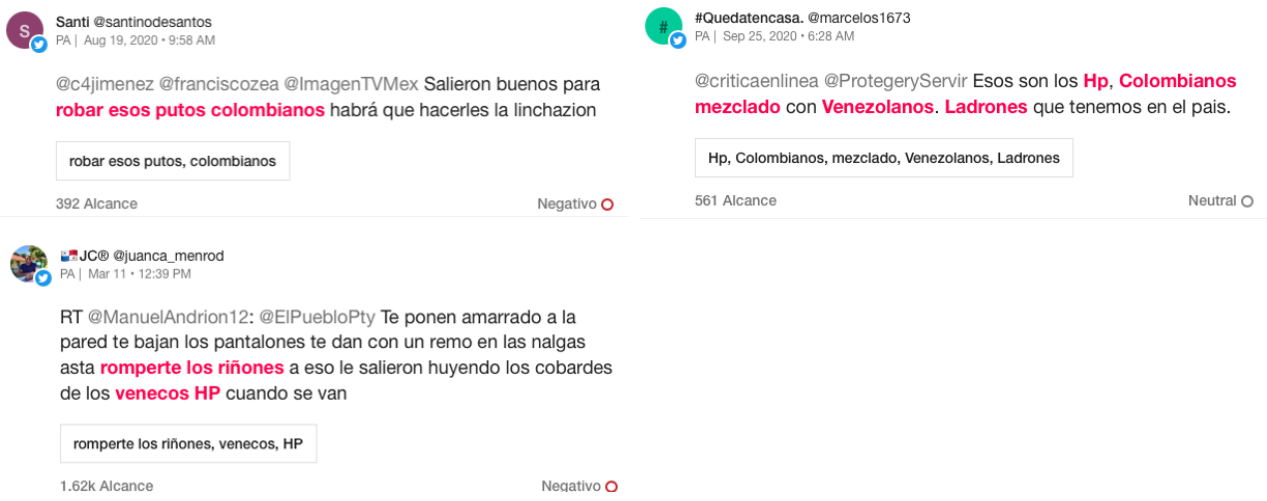 S
Santi @santinodesantos
PA | Aug 19, 2020 • 9:58 AM
@c4jimenez @franciscozea @ImagenTVMex Salieron buenos para
robar esos putos colombianos habrá que hacerles la linchazion
robar esos putos, colombianos
392 Alcance
Negativo
#
#Quedatencasa. @marcelos1673
PA | Sep 25, 2020 • 6:28 AM
@criticaenlinea @ProtegeryServir Esos son los Hp, Colombianos
mezclado con Venezolanos. Ladrones que tenemos en el pais.
Hp, Colombianos, mezclado, Venezolanos, Ladrones
561 Alcance
Neutral
JC® @juanca_menrod
PA | Mar 11 • 12:39 PM
RT @ManuelAndrion12: @ElPuebloPty Te ponen amarrado a la
pared te bajan los pantalones te dan con un remo en las nalgas
asta romperte los riñones a eso le salieron huyendo los cobardes
de los venecos HP cuando se van
romperte los riñones, venecos, HP
1.62k Alcance
Negativo